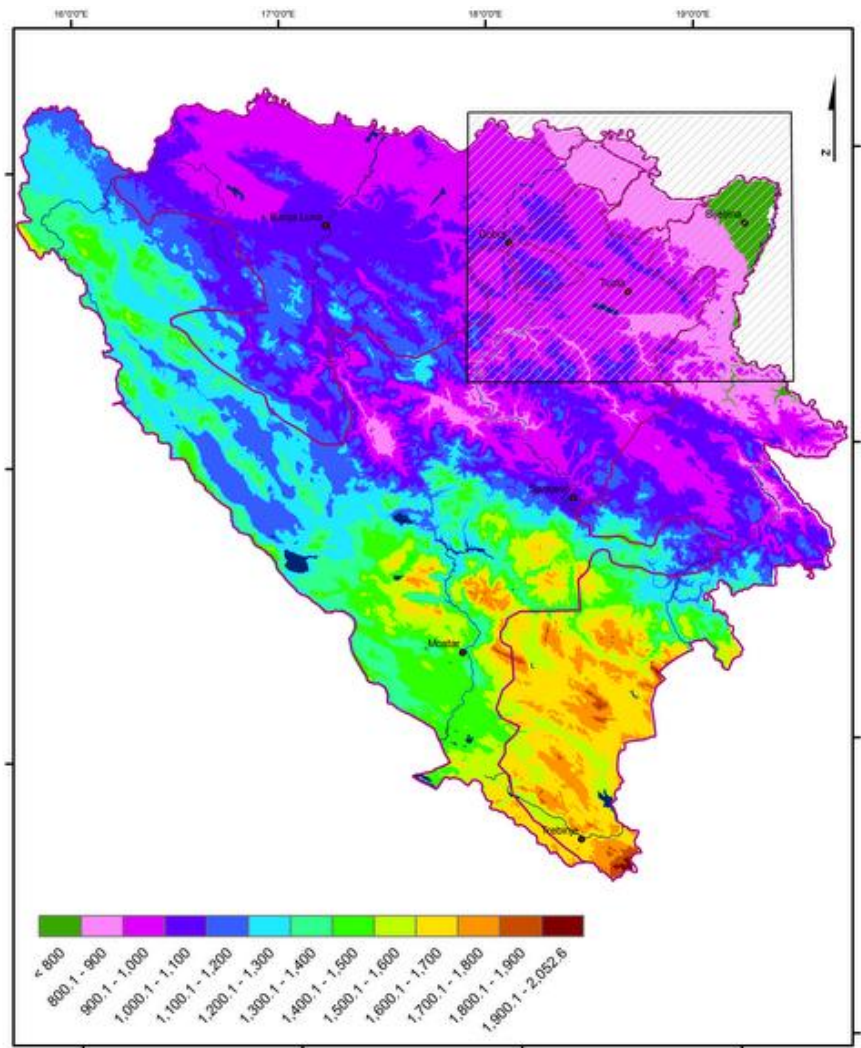 16°0'0"E 17°0'0"E 18°0'0"E 19°0'0"E
N
Banja Luka
Bijeljina
Doboj
Tuzla
Sarajevo
Mostar
Trebinje
< 800
800.1 - 900
900.1 - 1,000
1,000.1 - 1,100
1,100.1 - 1,200
1,200.1 - 1,300
1,300.1 - 1,400
1,400.1 - 1,500
1,500.1 - 1,600
1,600.1 - 1,700
1,700.1 - 1,800
1,800.1 - 1,900
1,900.1 - 2,052.6